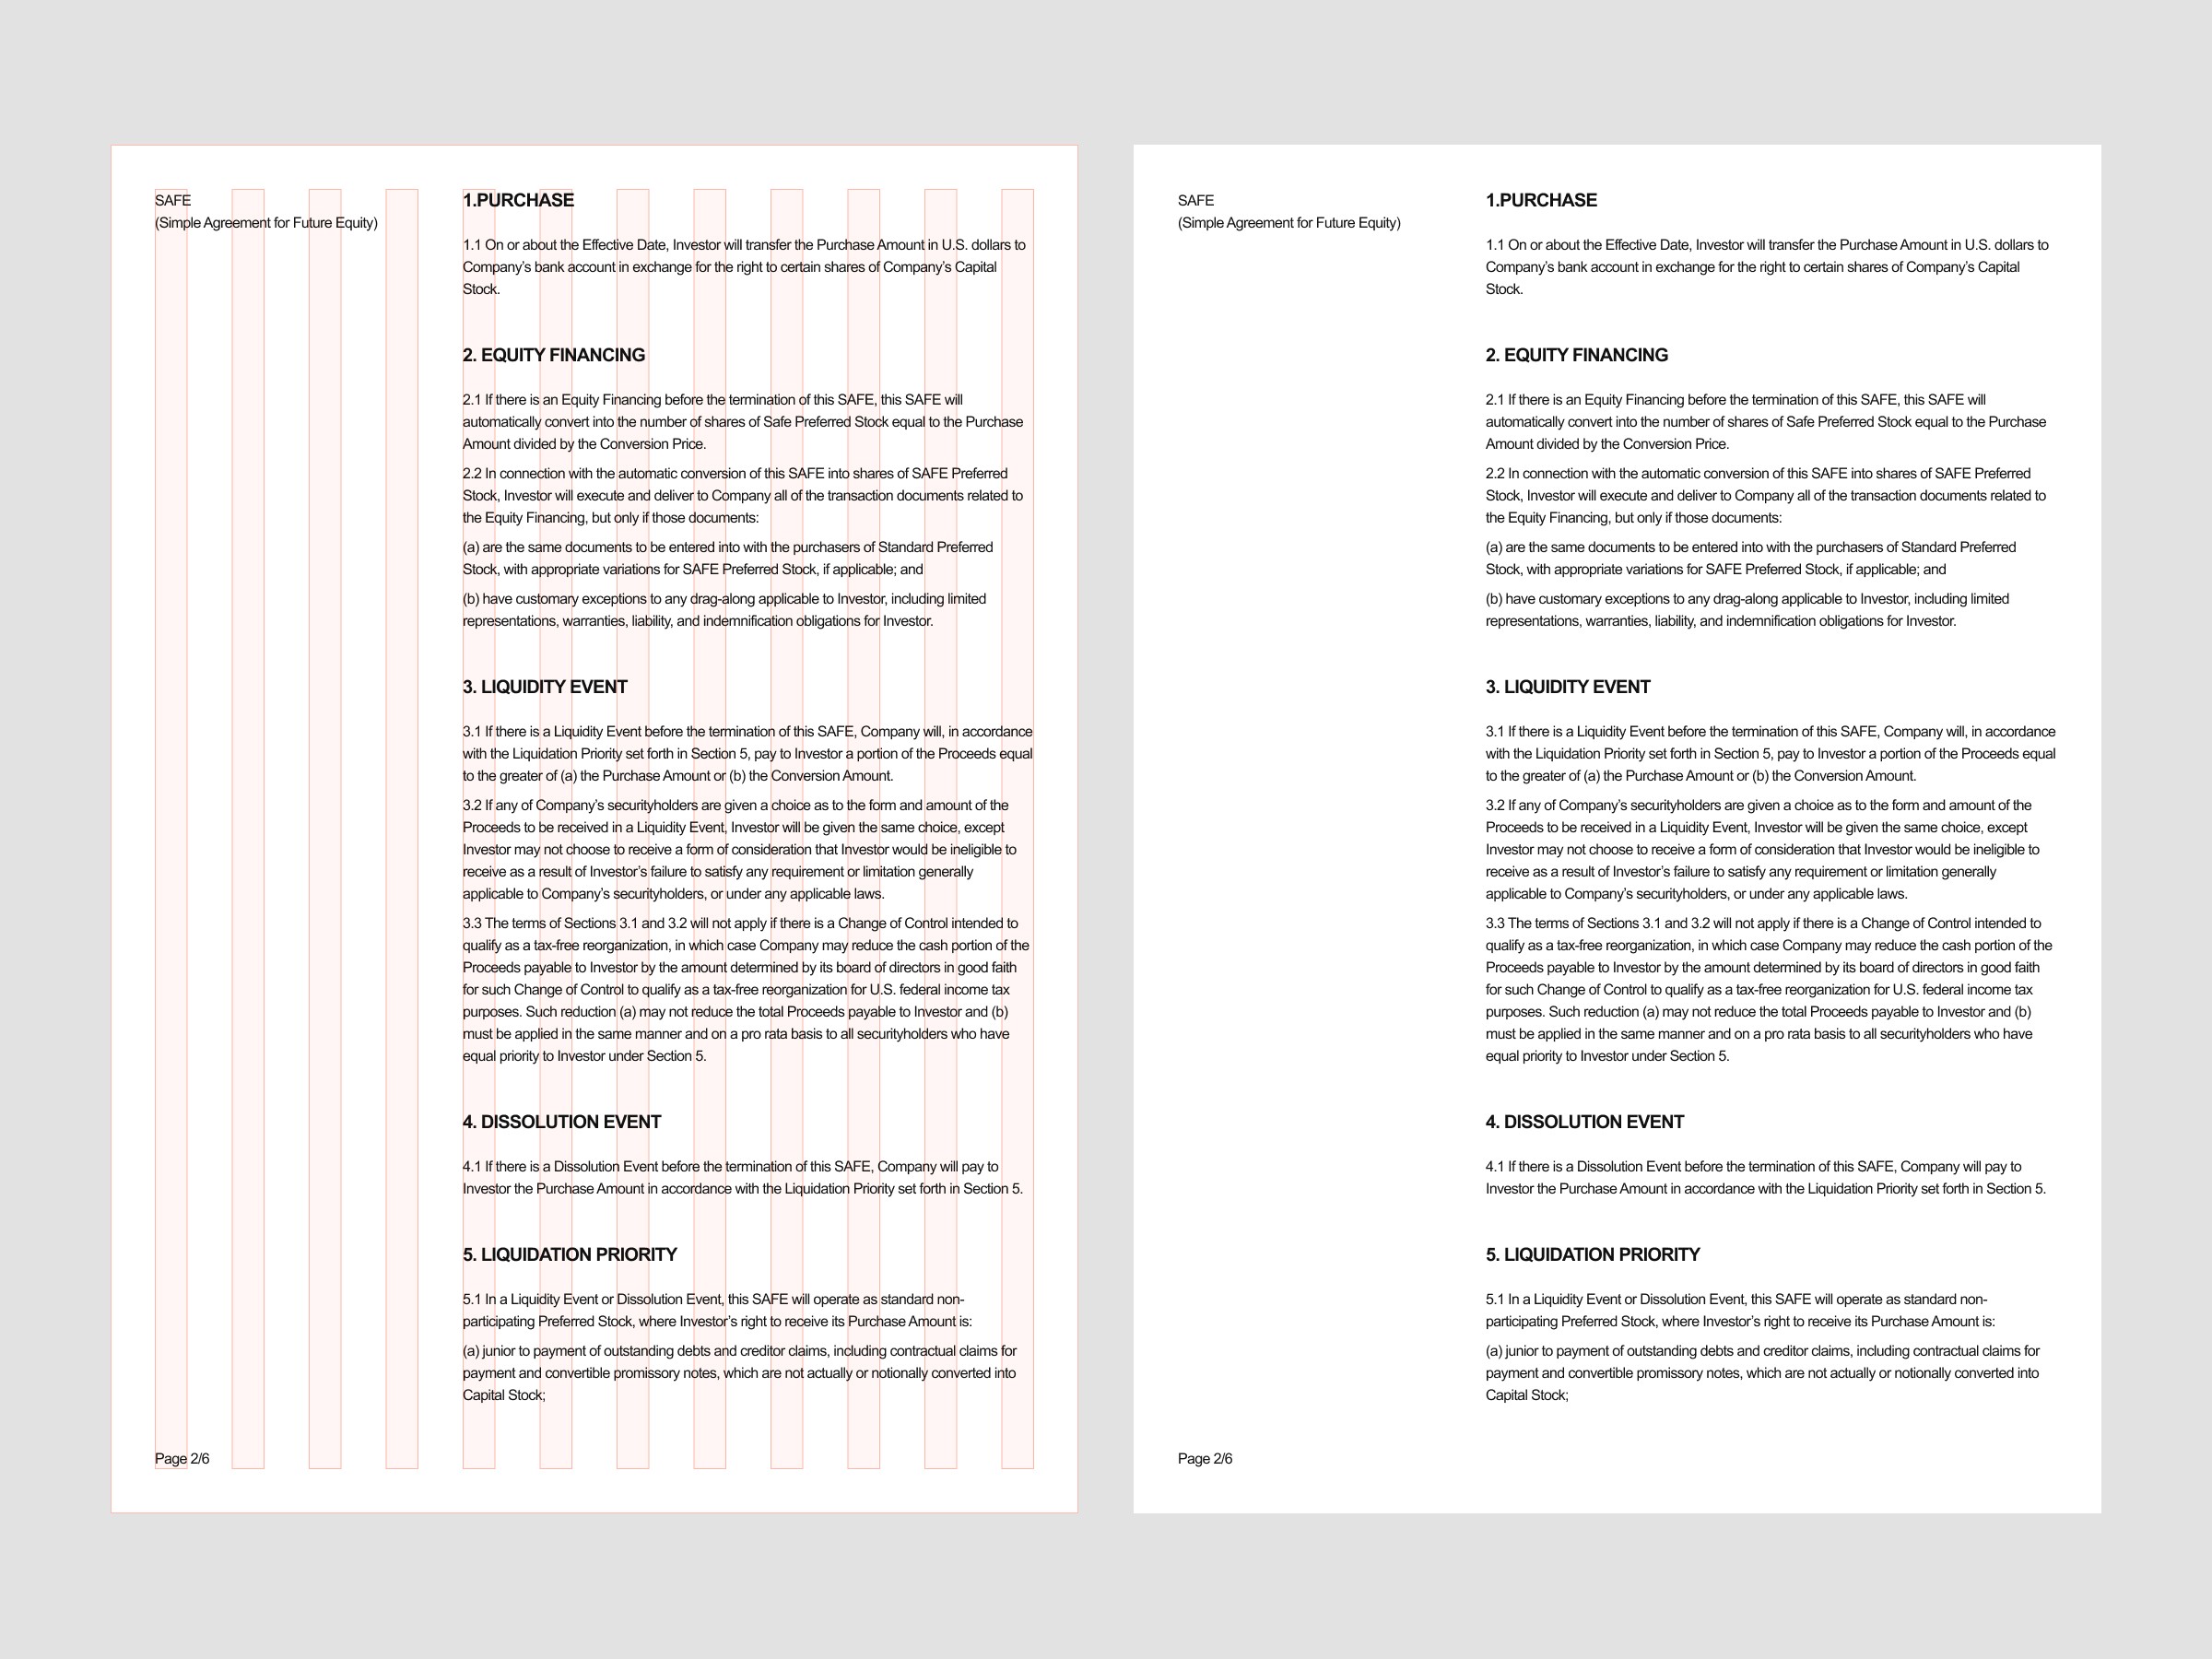 SAFE
(Simple Agreement for Future Equity)
1.PURCHASE
1.1 On or about the Effective Date, Investor will transfer the Purchase Amount in U.S. dollars to
Company’s bank account in exchange for the right to certain shares of Company’s Capital
Stock.
2. EQUITY FINANCING
2.1 If there is an Equity Financing before the termination of this SAFE, this SAFE will
automatically convert into the number of shares of Safe Preferred Stock equal to the Purchase
Amount divided by the Conversion Price.
2.2 In connection with the automatic conversion of this SAFE into shares of SAFE Preferred
Stock, Investor will execute and deliver to Company all of the transaction documents related to
the Equity Financing, but only if those documents:
(a) are the same documents to be entered into with the purchasers of Standard Preferred
Stock, with appropriate variations for SAFE Preferred Stock, if applicable; and
(b) have customary exceptions to any drag-along applicable to Investor, including limited
representations, warranties, liability, and indemnification obligations for Investor.
3. LIQUIDITY EVENT
3.1 If there is a Liquidity Event before the termination of this SAFE, Company will, in accordance
with the Liquidation Priority set forth in Section 5, pay to Investor a portion of the Proceeds equal
to the greater of (a) the Purchase Amount or (b) the Conversion Amount.
3.2 If any of Company’s securityholders are given a choice as to the form and amount of the
Proceeds to be received in a Liquidity Event, Investor will be given the same choice, except
Investor may not choose to receive a form of consideration that Investor would be ineligible to
receive as a result of Investor’s failure to satisfy any requirement or limitation generally
applicable to Company’s securityholders, or under any applicable laws.
3.3 The terms of Sections 3.1 and 3.2 will not apply if there is a Change of Control intended to
qualify as a tax-free reorganization, in which case Company may reduce the cash portion of the
Proceeds payable to Investor by the amount determined by its board of directors in good faith
for such Change of Control to qualify as a tax-free reorganization for U.S. federal income tax
purposes. Such reduction (a) may not reduce the total Proceeds payable to Investor and (b)
must be applied in the same manner and on a pro rata basis to all securityholders who have
equal priority to Investor under Section 5.
4. DISSOLUTION EVENT
4.1 If there is a Dissolution Event before the termination of this SAFE, Company will pay to
Investor the Purchase Amount in accordance with the Liquidation Priority set forth in Section 5.
5. LIQUIDATION PRIORITY
5.1 In a Liquidity Event or Dissolution Event, this SAFE will operate as standard non-
participating Preferred Stock, where Investor’s right to receive its Purchase Amount is:
(a) junior to payment of outstanding debts and creditor claims, including contractual claims for
payment and convertible promissory notes, which are not actually or notionally converted into
Capital Stock;
Page 2/6
SAFE
(Simple Agreement for Future Equity)
1.PURCHASE
1.1 On or about the Effective Date, Investor will transfer the Purchase Amount in U.S. dollars to
Company’s bank account in exchange for the right to certain shares of Company’s Capital
Stock.
2. EQUITY FINANCING
2.1 If there is an Equity Financing before the termination of this SAFE, this SAFE will
automatically convert into the number of shares of Safe Preferred Stock equal to the Purchase
Amount divided by the Conversion Price.
2.2 In connection with the automatic conversion of this SAFE into shares of SAFE Preferred
Stock, Investor will execute and deliver to Company all of the transaction documents related to
the Equity Financing, but only if those documents:
(a) are the same documents to be entered into with the purchasers of Standard Preferred
Stock, with appropriate variations for SAFE Preferred Stock, if applicable; and
(b) have customary exceptions to any drag-along applicable to Investor, including limited
representations, warranties, liability, and indemnification obligations for Investor.
3. LIQUIDITY EVENT
3.1 If there is a Liquidity Event before the termination of this SAFE, Company will, in accordance
with the Liquidation Priority set forth in Section 5, pay to Investor a portion of the Proceeds equal
to the greater of (a) the Purchase Amount or (b) the Conversion Amount.
3.2 If any of Company’s securityholders are given a choice as to the form and amount of the
Proceeds to be received in a Liquidity Event, Investor will be given the same choice, except
Investor may not choose to receive a form of consideration that Investor would be ineligible to
receive as a result of Investor’s failure to satisfy any requirement or limitation generally
applicable to Company’s securityholders, or under any applicable laws.
3.3 The terms of Sections 3.1 and 3.2 will not apply if there is a Change of Control intended to
qualify as a tax-free reorganization, in which case Company may reduce the cash portion of the
Proceeds payable to Investor by the amount determined by its board of directors in good faith
for such Change of Control to qualify as a tax-free reorganization for U.S. federal income tax
purposes. Such reduction (a) may not reduce the total Proceeds payable to Investor and (b)
must be applied in the same manner and on a pro rata basis to all securityholders who have
equal priority to Investor under Section 5.
4. DISSOLUTION EVENT
4.1 If there is a Dissolution Event before the termination of this SAFE, Company will pay to
Investor the Purchase Amount in accordance with the Liquidation Priority set forth in Section 5.
5. LIQUIDATION PRIORITY
5.1 In a Liquidity Event or Dissolution Event, this SAFE will operate as standard non-
participating Preferred Stock, where Investor’s right to receive its Purchase Amount is:
(a) junior to payment of outstanding debts and creditor claims, including contractual claims for
payment and convertible promissory notes, which are not actually or notionally converted into
Capital Stock;
Page 2/6